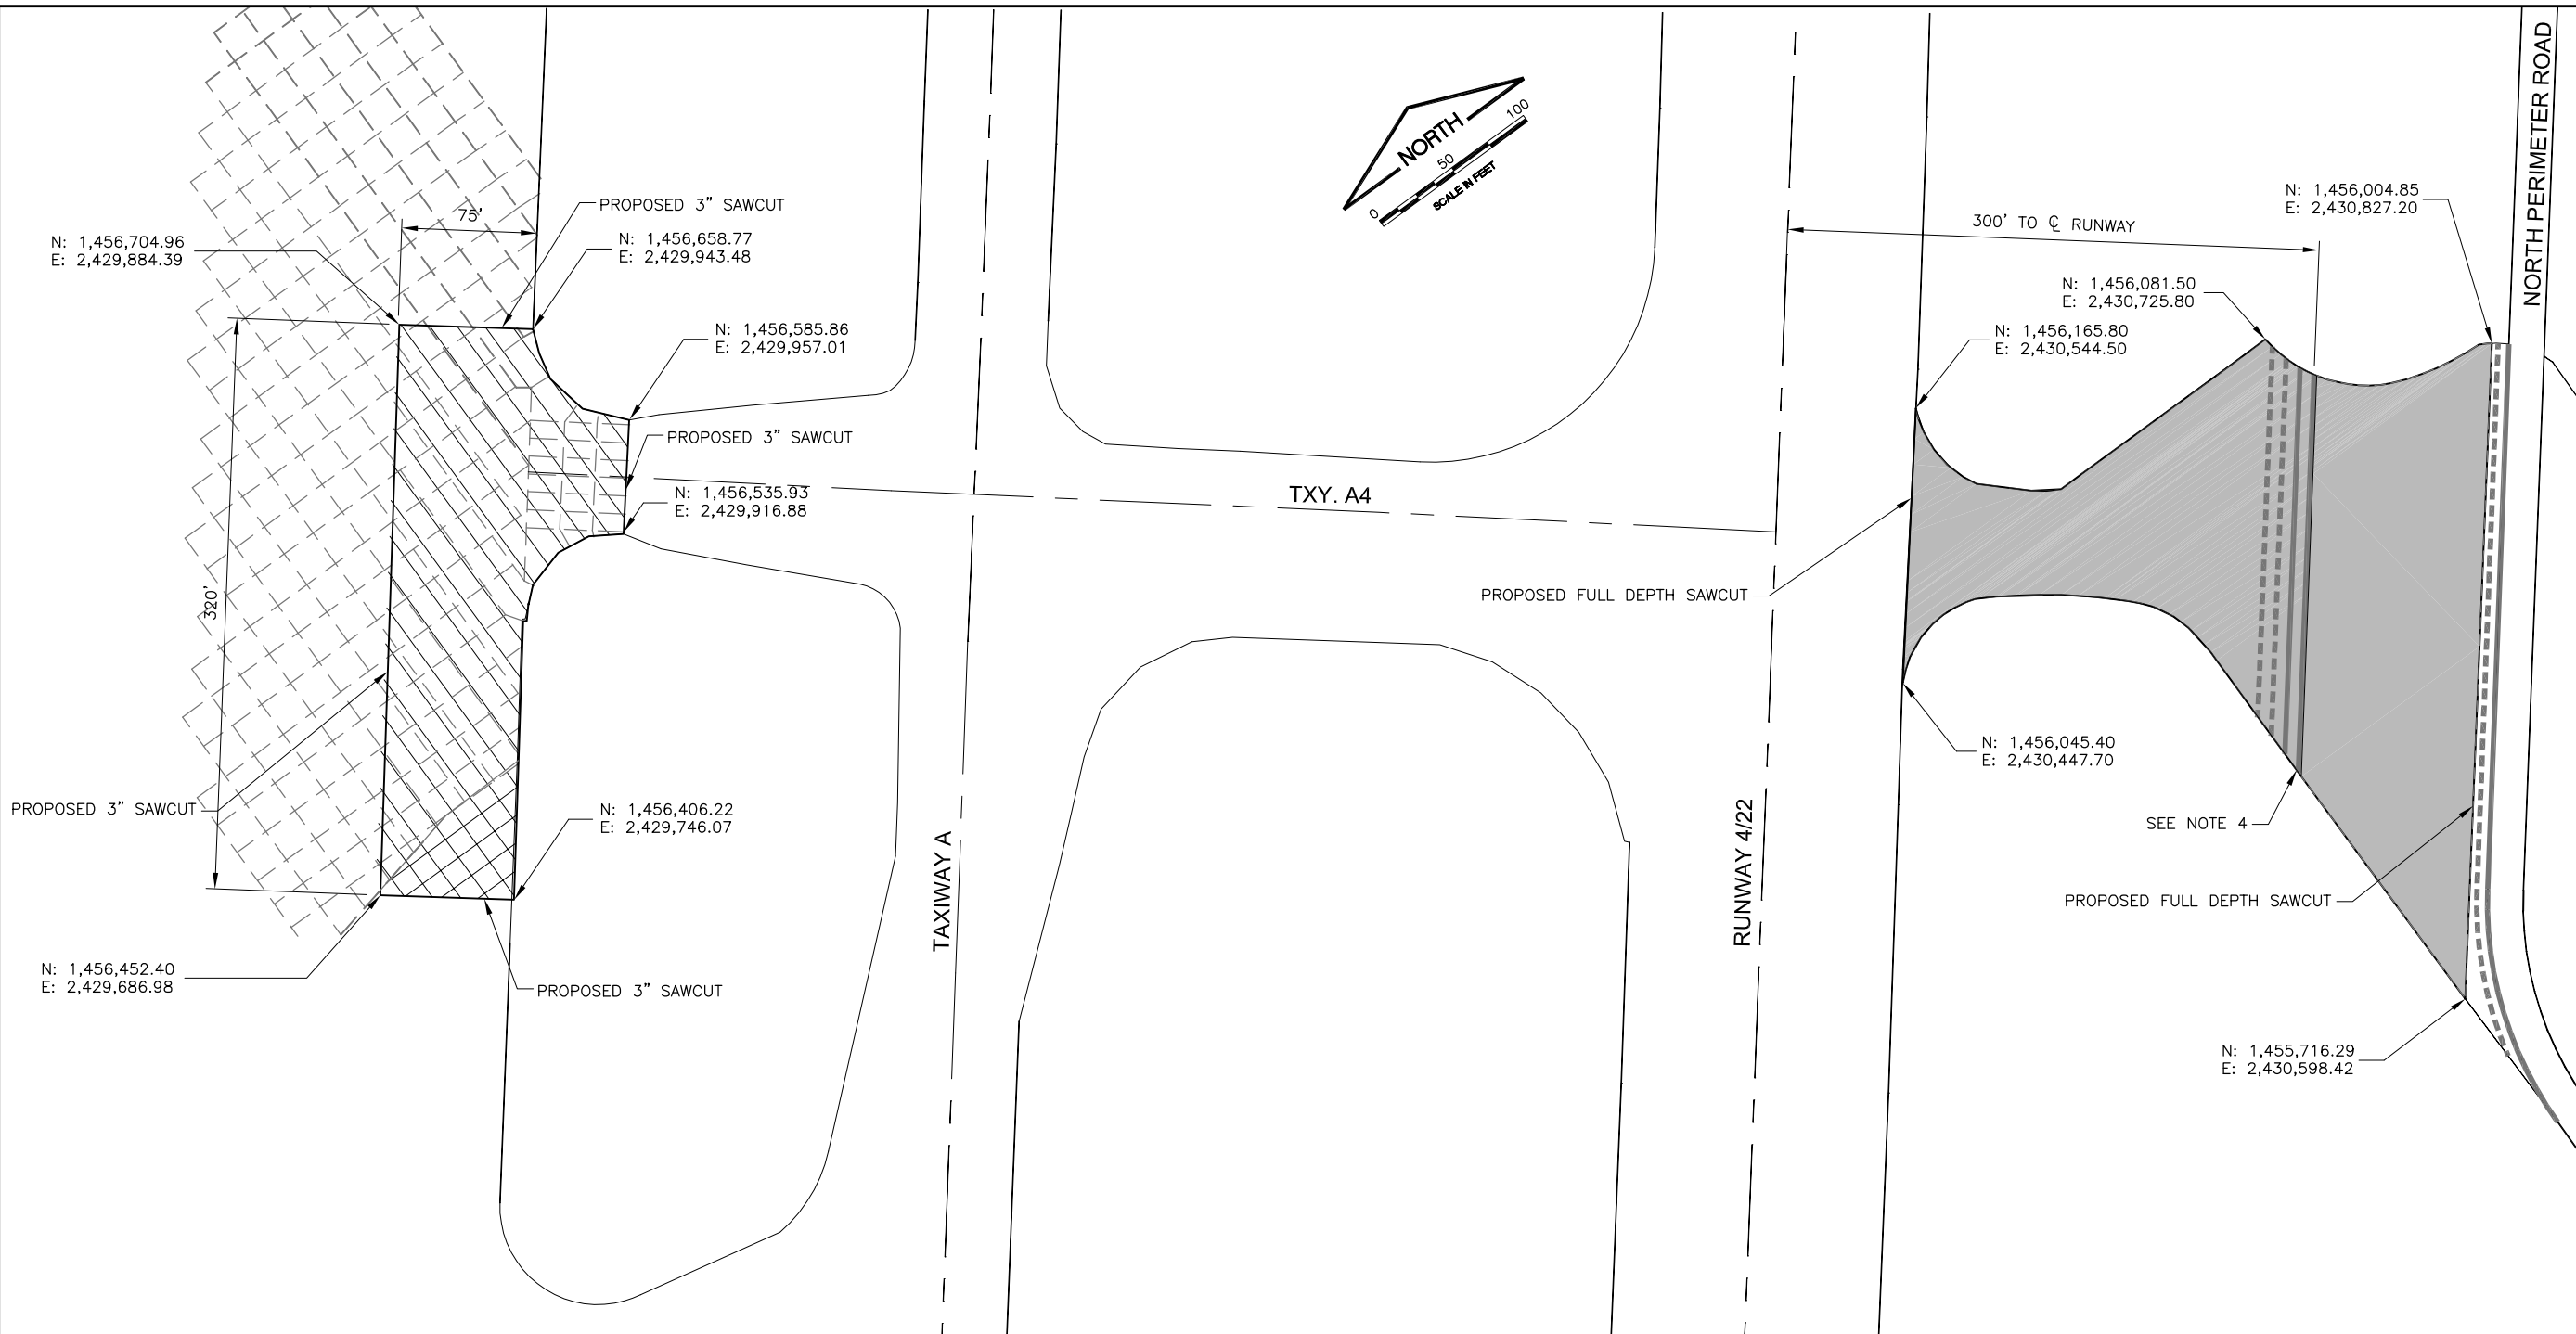 NORTH PERIMETER ROAD
NORTH
0
50
100
SCALE IN FEET
N: 1,456,704.96
E: 2,429,884.39
75'
PROPOSED 3" SAWCUT
N: 1,456,658.77
E: 2,429,943.48
N: 1,456,585.86
E: 2,429,957.01
PROPOSED 3" SAWCUT
N: 1,456,535.93
E: 2,429,916.88
320'
PROPOSED 3" SAWCUT
N: 1,456,406.22
E: 2,429,746.07
N: 1,456,452.40
E: 2,429,686.98
PROPOSED 3" SAWCUT
TAXIWAY A
TXY. A4
RUNWAY 4/22
PROPOSED FULL DEPTH SAWCUT
300' TO ℄ RUNWAY
N: 1,456,004.85
E: 2,430,827.20
N: 1,456,081.50
E: 2,430,725.80
N: 1,456,165.80
E: 2,430,544.50
N: 1,456,045.40
E: 2,430,447.70
SEE NOTE 4
PROPOSED FULL DEPTH SAWCUT
N: 1,455,716.29
E: 2,430,598.42